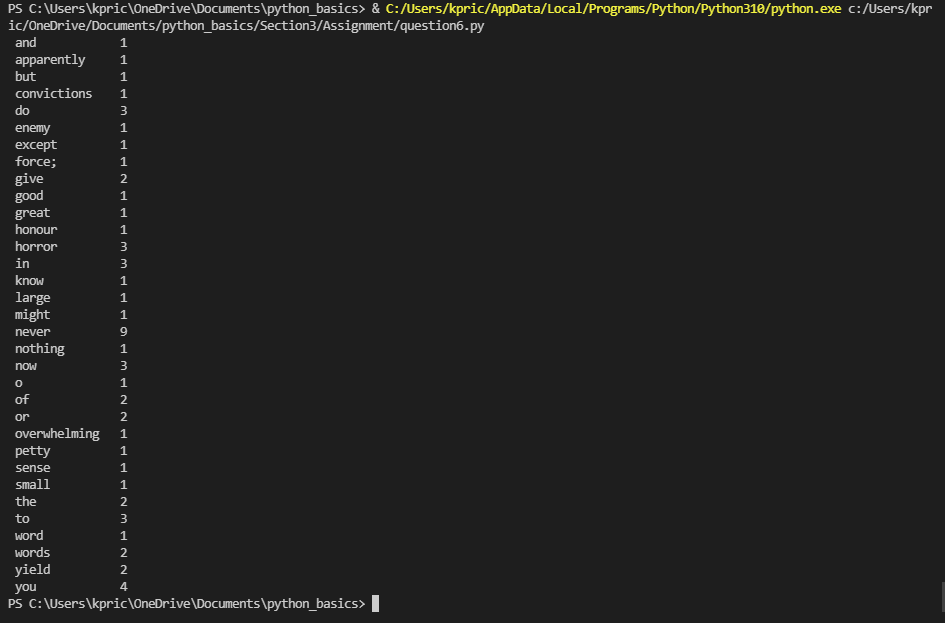 PS C:\Users\kpric\OneDrive\Documents\python_basics> & C:/Users/kpric/AppData/Local/Programs/Python/Python310/python.exe c:/Users/kpr
ic/OneDrive/Documents/python_basics/Section3/Assignment/question6.py
and 1
apparently 1
but 1
convictions 1
do 3
enemy 1
except 1
force; 1
give 2
good 1
great 1
honour 1
horror 3
in 3
know 1
large 1
might 1
never 9
nothing 1
now 3
o 1
of 2
or 2
overwhelming 1
petty 1
sense 1
small 1
the 2
to 3
word 1
words 2
yield 2
you 4
PS C:\Users\kpric\OneDrive\Documents\python_basics>